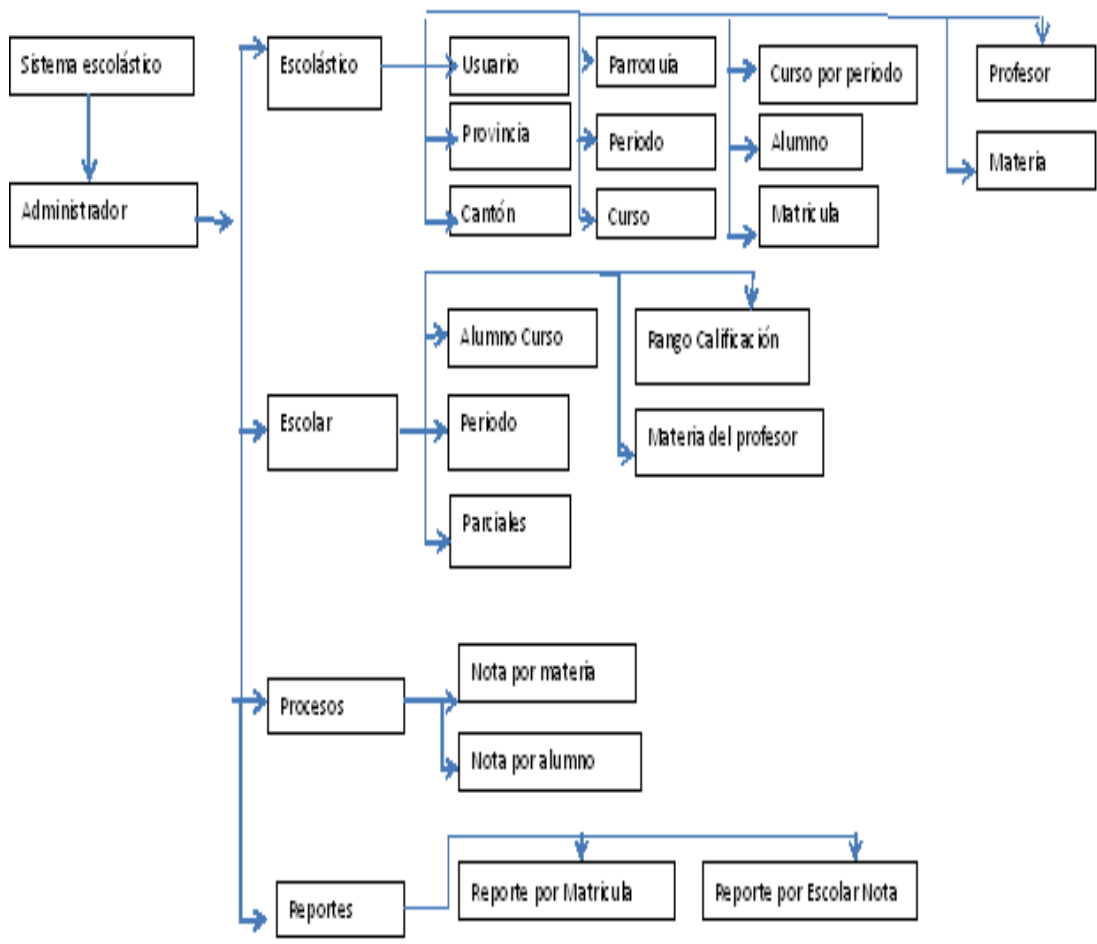 Sistema escolástico
Administrador
Escolástico
Usuario
Provincia
Cantón
Parroquia
Periodo
Curso
Curso por periodo
Alumno
Matricula
Profesor
Materia
Escolar
Alumno Curso
Periodo
Parciales
Rango Calificación
Materia del profesor
Procesos
Nota por materia
Nota por alumno
Reportes
Reporte por Matricula
Reporte por Escolar Nota